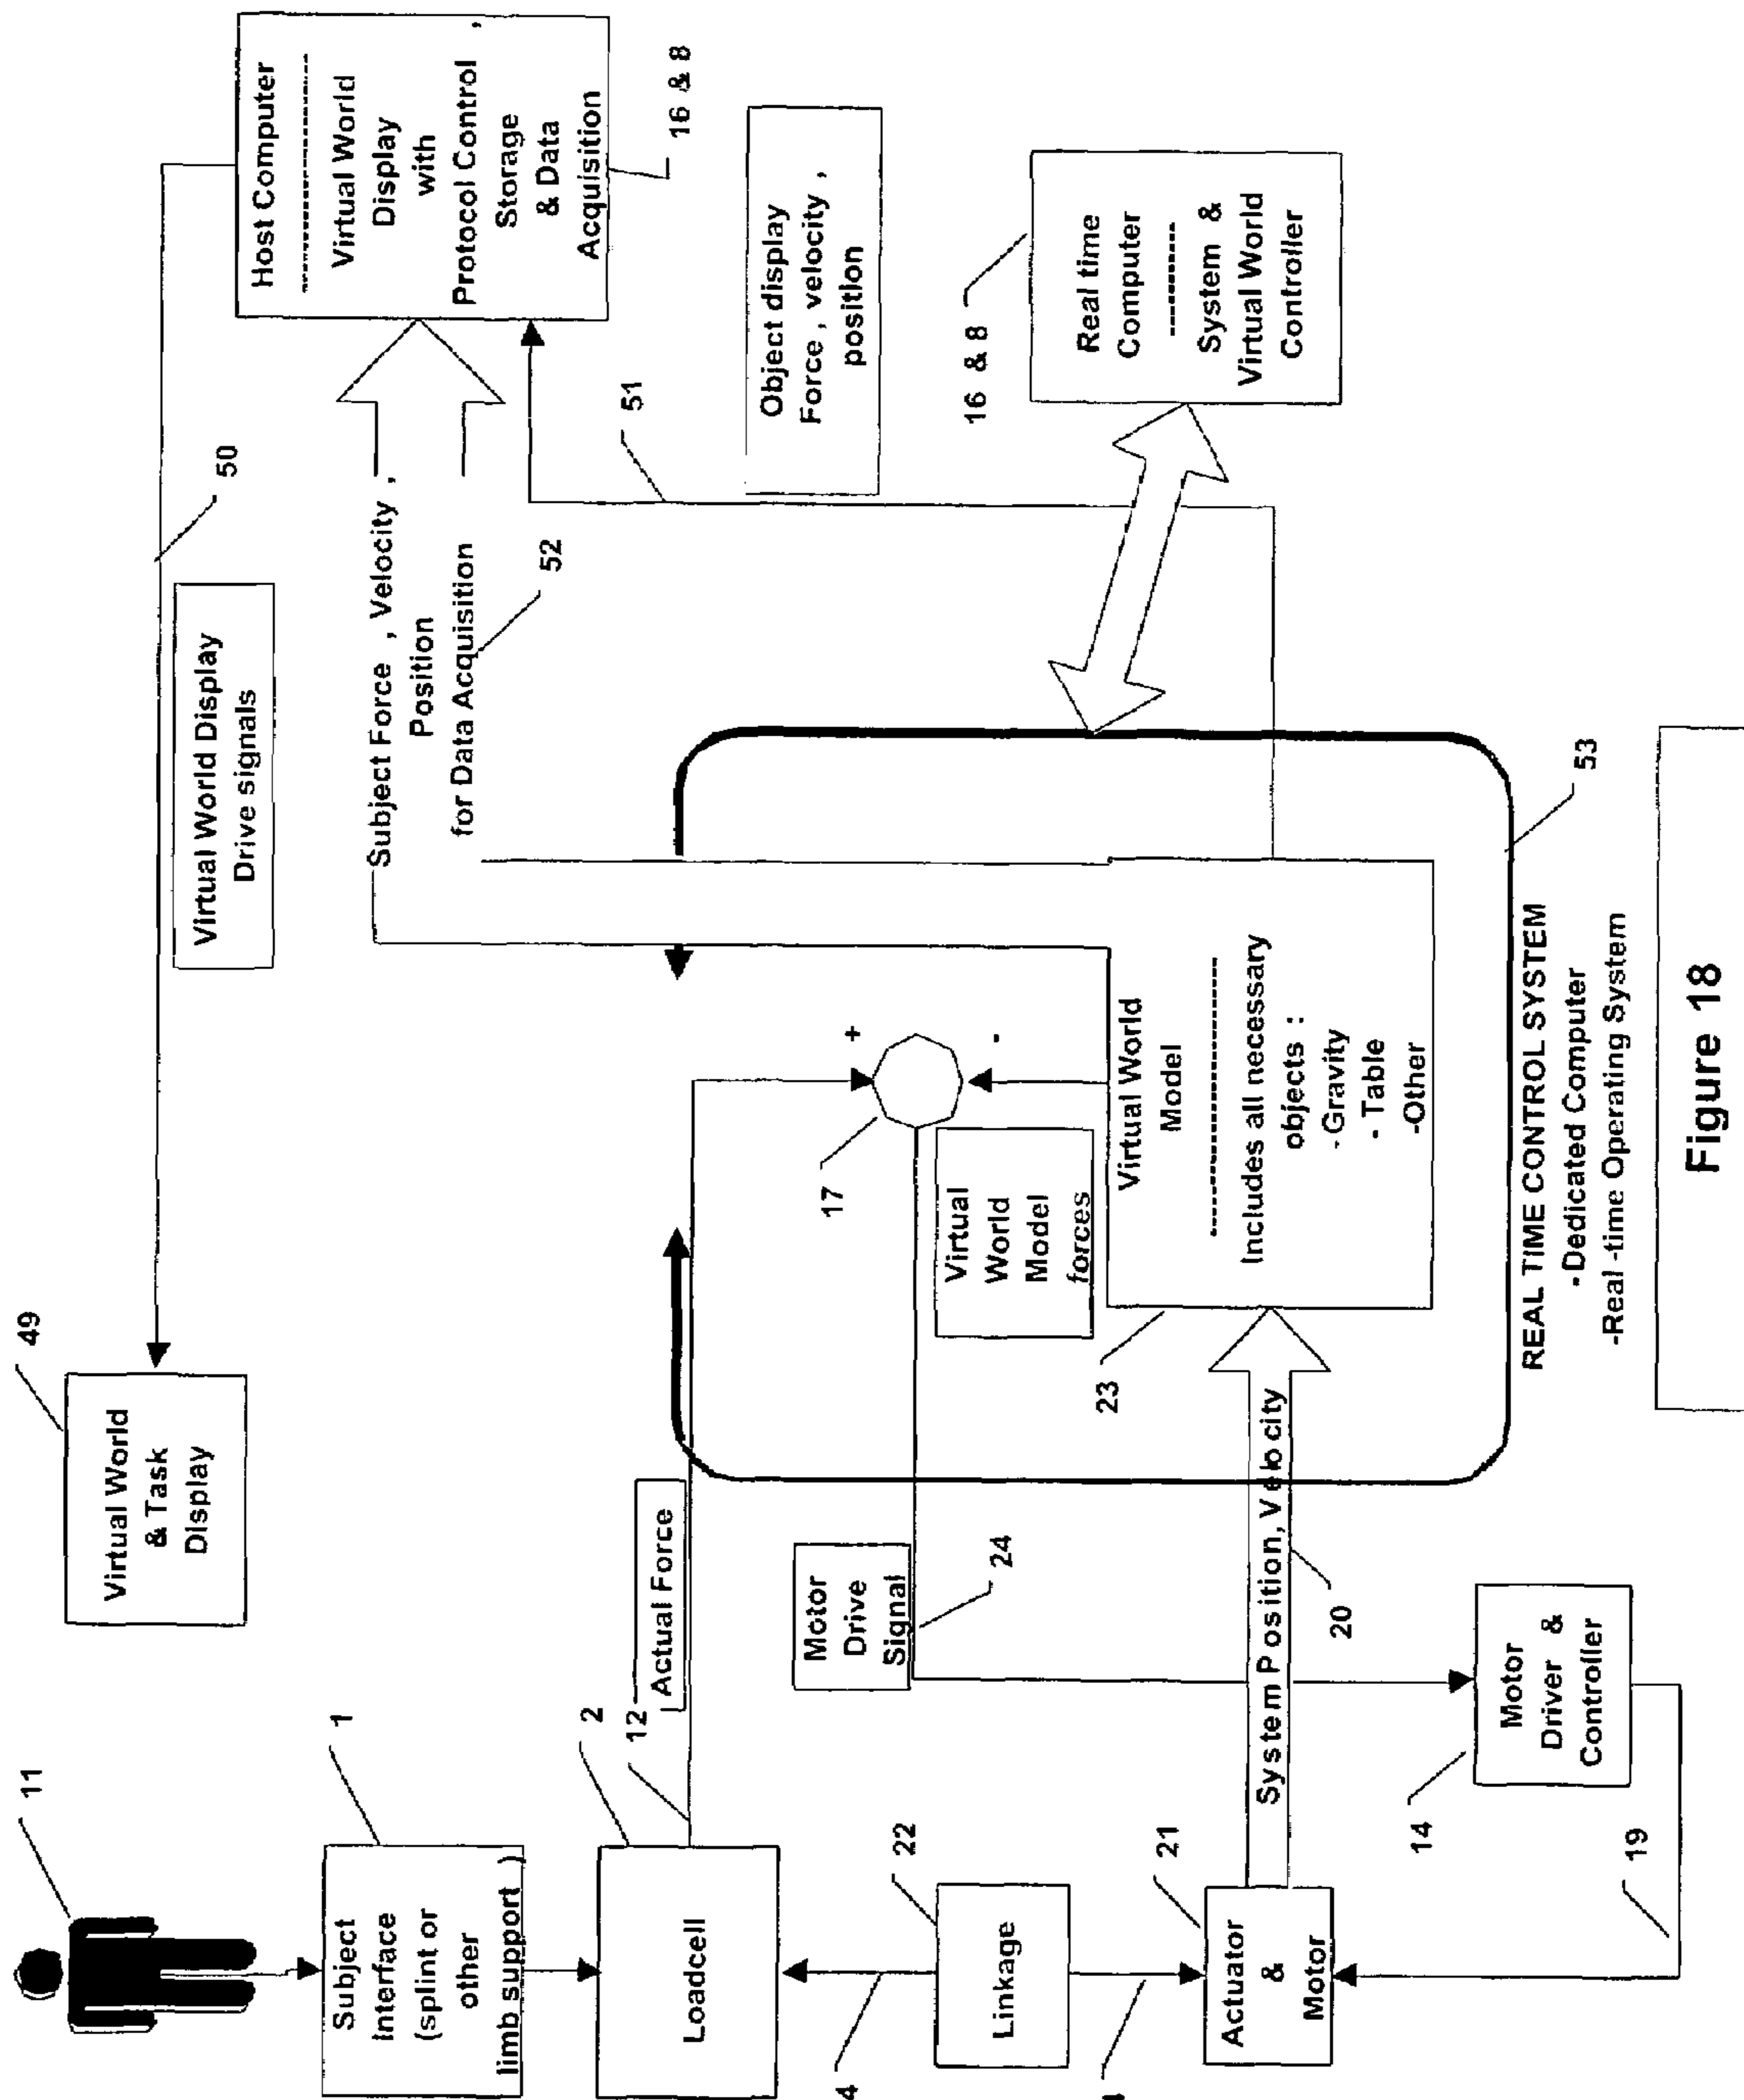 11
1
Subject
Interface
(splint or
other
limb support )
2
Loadcell
12
Actual Force
4
22
Linkage
21
Actuator
&
Motor
49
Virtual World
& Task
Display
50
Virtual World Display
Drive signals
Host Computer
Virtual World
Display
with
Protocol Control ,
Storage
& Data
Acquisition
16 & 8
Subject Force , Velocity ,
Position
for Data Acquisition
52
51
Object display
Force , velocity ,
position
16 & 8
Real time
Computer
System &
Virtual World
Controller
17
+
-
Virtual
World
Model
forces
Motor
Drive
Signal
24
23
Virtual World
Model
Includes all necessary
objects :
- Gravity
- Table
-Other
System Position, Velocity
20
14
Motor
Driver &
Controller
19
53
REAL TIME CONTROL SYSTEM
- Dedicated Computer
-Real -time Operating System
Figure 18